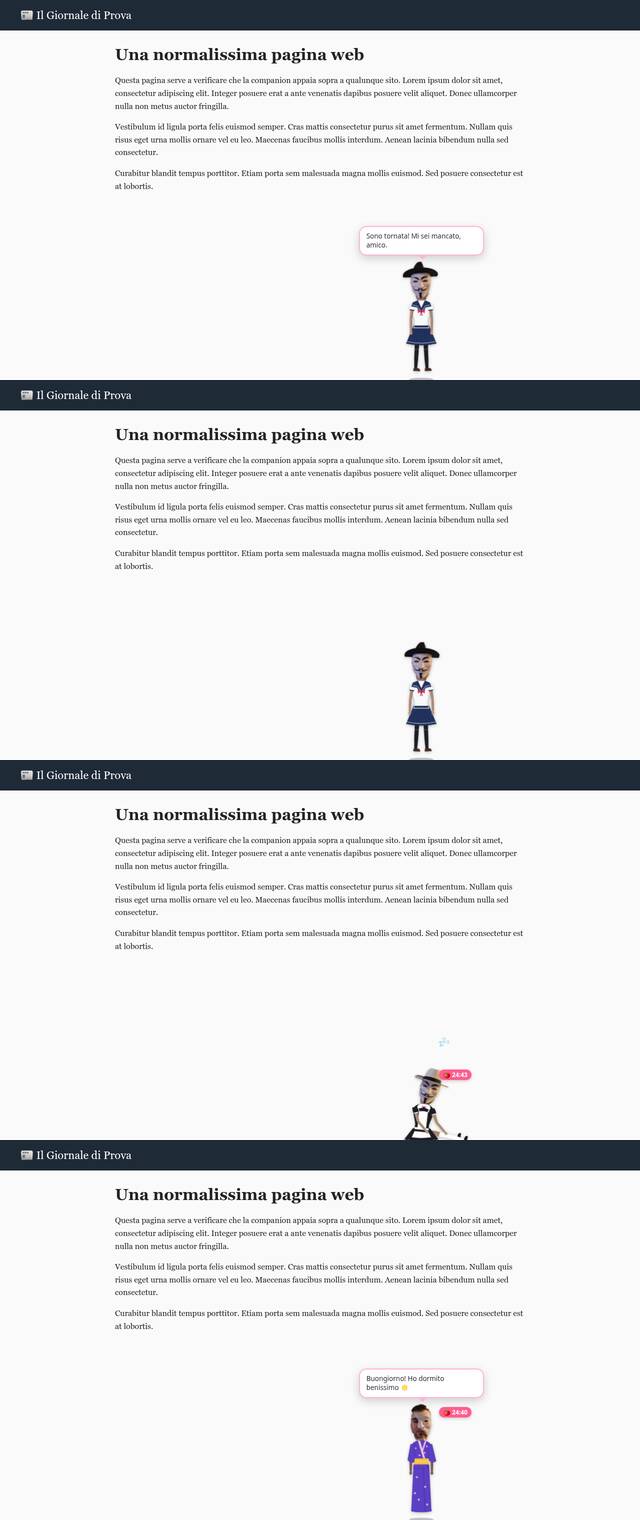 Il Giornale di Prova
Una normalissima pagina web
Questa pagina serve a verificare che la companion appaia sopra a qualunque sito. Lorem ipsum dolor sit amet,
consectetur adipiscing elit. Integer posuere erat a ante venenatis dapibus posuere velit aliquet. Donec ullamcorper
nulla non metus auctor fringilla.
Vestibulum id ligula porta felis euismod semper. Cras mattis consectetur purus sit amet fermentum. Nullam quis
risus eget urna mollis ornare vel eu leo. Maecenas faucibus mollis interdum. Aenean lacinia bibendum nulla sed
consectetur.
Curabitur blandit tempus porttitor. Etiam porta sem malesuada magna mollis euismod. Sed posuere consectetur est
at lobortis.
Sono tornata! Mi sei mancato,
amico.
Il Giornale di Prova
Una normalissima pagina web
Questa pagina serve a verificare che la companion appaia sopra a qualunque sito. Lorem ipsum dolor sit amet,
consectetur adipiscing elit. Integer posuere erat a ante venenatis dapibus posuere velit aliquet. Donec ullamcorper
nulla non metus auctor fringilla.
Vestibulum id ligula porta felis euismod semper. Cras mattis consectetur purus sit amet fermentum. Nullam quis
risus eget urna mollis ornare vel eu leo. Maecenas faucibus mollis interdum. Aenean lacinia bibendum nulla sed
consectetur.
Curabitur blandit tempus porttitor. Etiam porta sem malesuada magna mollis euismod. Sed posuere consectetur est
at lobortis.
Il Giornale di Prova
Una normalissima pagina web
Questa pagina serve a verificare che la companion appaia sopra a qualunque sito. Lorem ipsum dolor sit amet,
consectetur adipiscing elit. Integer posuere erat a ante venenatis dapibus posuere velit aliquet. Donec ullamcorper
nulla non metus auctor fringilla.
Vestibulum id ligula porta felis euismod semper. Cras mattis consectetur purus sit amet fermentum. Nullam quis
risus eget urna mollis ornare vel eu leo. Maecenas faucibus mollis interdum. Aenean lacinia bibendum nulla sed
consectetur.
Curabitur blandit tempus porttitor. Etiam porta sem malesuada magna mollis euismod. Sed posuere consectetur est
at lobortis.
💤
24:43
Il Giornale di Prova
Una normalissima pagina web
Questa pagina serve a verificare che la companion appaia sopra a qualunque sito. Lorem ipsum dolor sit amet,
consectetur adipiscing elit. Integer posuere erat a ante venenatis dapibus posuere velit aliquet. Donec ullamcorper
nulla non metus auctor fringilla.
Vestibulum id ligula porta felis euismod semper. Cras mattis consectetur purus sit amet fermentum. Nullam quis
risus eget urna mollis ornare vel eu leo. Maecenas faucibus mollis interdum. Aenean lacinia bibendum nulla sed
consectetur.
Curabitur blandit tempus porttitor. Etiam porta sem malesuada magna mollis euismod. Sed posuere consectetur est
at lobortis.
Buongiorno! Ho dormito
benissimo
24:40